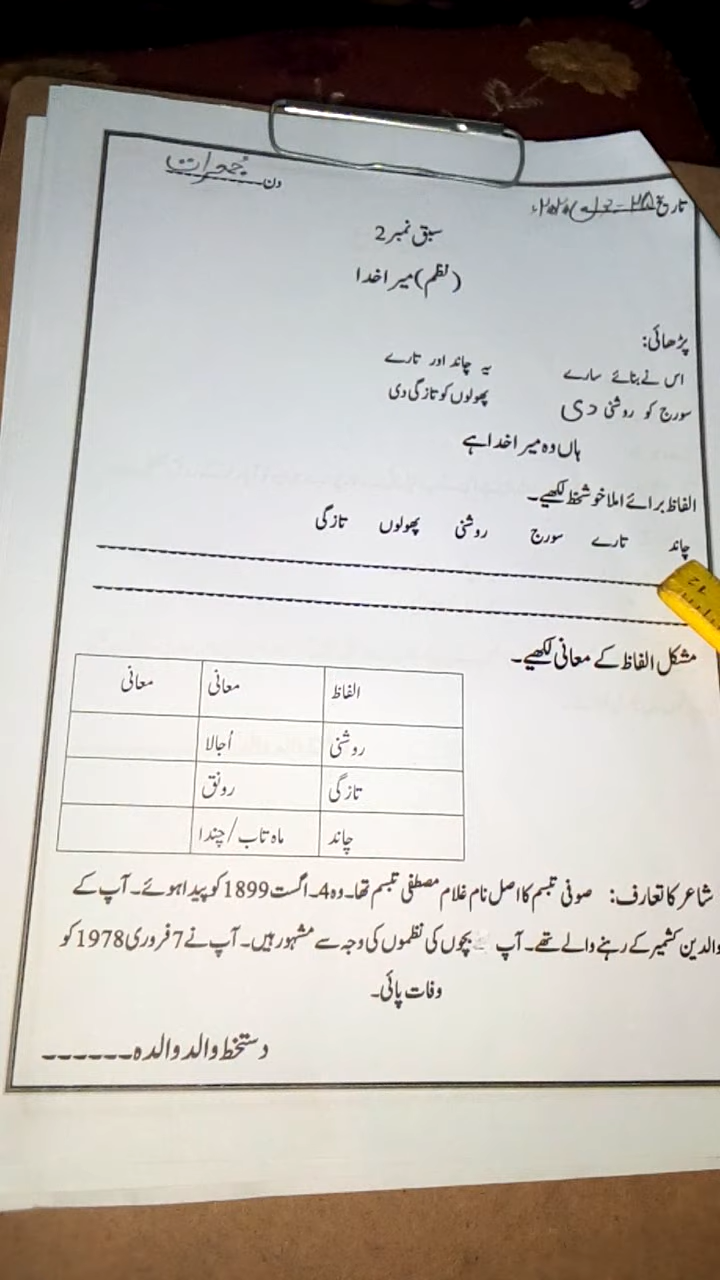 دن جمعرات
تاریخ ۲۵-
سبق نمبر 2
(نظم) میرا خدا
پڑھائی:
اس نے بنائے سارے یہ چاند اور تارے
سورج کو روشنی دی پھولوں کو تازگی دی
ہاں وہ میرا خدا ہے
الفاظ برائے املا خوشخط لکھیے۔
چاند تارے سورج روشنی پھولوں تازگی
مشکل الفاظ کے معانی لکھیے۔
الفاظ معانی معانی
روشنی اُجالا
تازگی رونق
چاند ماہ تاب/چندا
شاعر کا تعارف: صوفی تبسم کا اصل نام غلام مصطفٰی تبسم تھا۔ وہ 4۔اگست 1899 کو پیدا ہوئے۔ آپ کے
والدین کشمیر کے رہنے والے تھے۔ آپ بچوں کی نظموں کی وجہ سے مشہور ہیں۔ آپ نے 7 فروری 1978 کو
وفات پائی۔
دستخط والد والدہ------